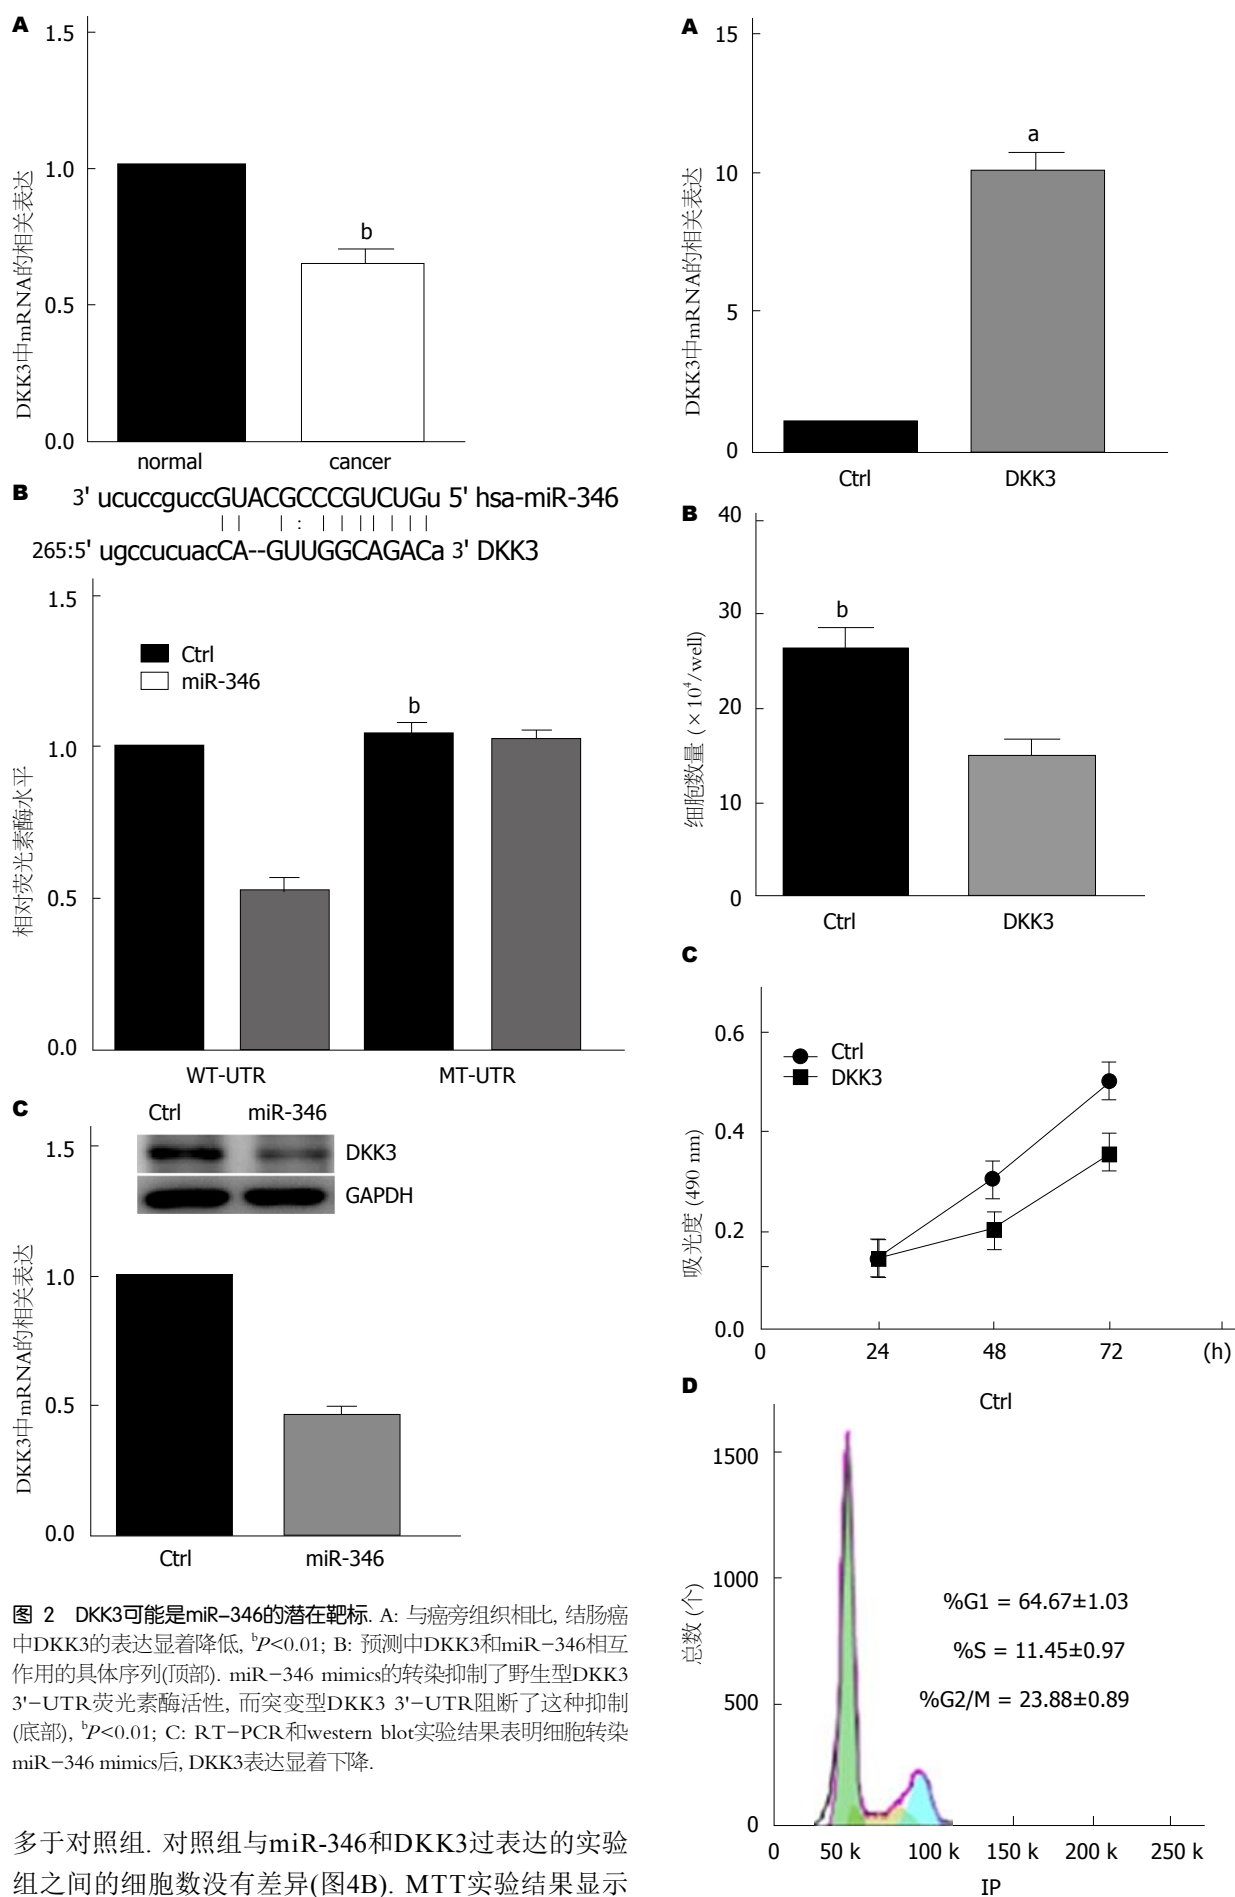 A
1.5
1.0
0.5
0.0
DKK3中mRNA的相关表达
b
normal
cancer
B
3' ucuccguccGUACGCCCGUCUGu 5' hsa-miR-346
| | | : | | | | | | |
265:5' ugccucuacCA--GUUGGCAGACa 3' DKK3
1.5
1.0
0.5
0.0
相对荧光素酶水平
Ctrl
miR-346
b
WT-UTR
MT-UTR
C
Ctrl
miR-346
DKK3
GAPDH
1.5
1.0
0.5
0.0
DKK3中mRNA的相关表达
Ctrl
miR-346
图 2 DKK3可能是miR-346的潜在靶标. A: 与癌旁组织相比, 结肠癌
中DKK3的表达显着降低, ᵇP<0.01; B: 预测中DKK3和miR-346相互
作用的具体序列(顶部). miR-346 mimics的转染抑制了野生型DKK3
3'-UTR荧光素酶活性, 而突变型DKK3 3'-UTR阻断了这种抑制
(底部), ᵇP<0.01; C: RT-PCR和western blot实验结果表明细胞转染
miR-346 mimics后, DKK3表达显着下降.
多于对照组. 对照组与miR-346和DKK3过表达的实验
组之间的细胞数没有差异(图4B). MTT实验结果显示
A
15
10
5
0
DKK3中mRNA的相关表达
a
Ctrl
DKK3
B
40
30
20
10
0
细胞数量 (×10⁴/well)
b
Ctrl
DKK3
C
0.6
0.4
0.2
0.0
吸光度 (490 nm)
Ctrl
DKK3
0
24
48
72
(h)
D
Ctrl
1500
1000
500
0
总数 (个)
%G1 = 64.67±1.03
%S = 11.45±0.97
%G2/M = 23.88±0.89
0
50 k
100 k
150 k
200 k
250 k
IP